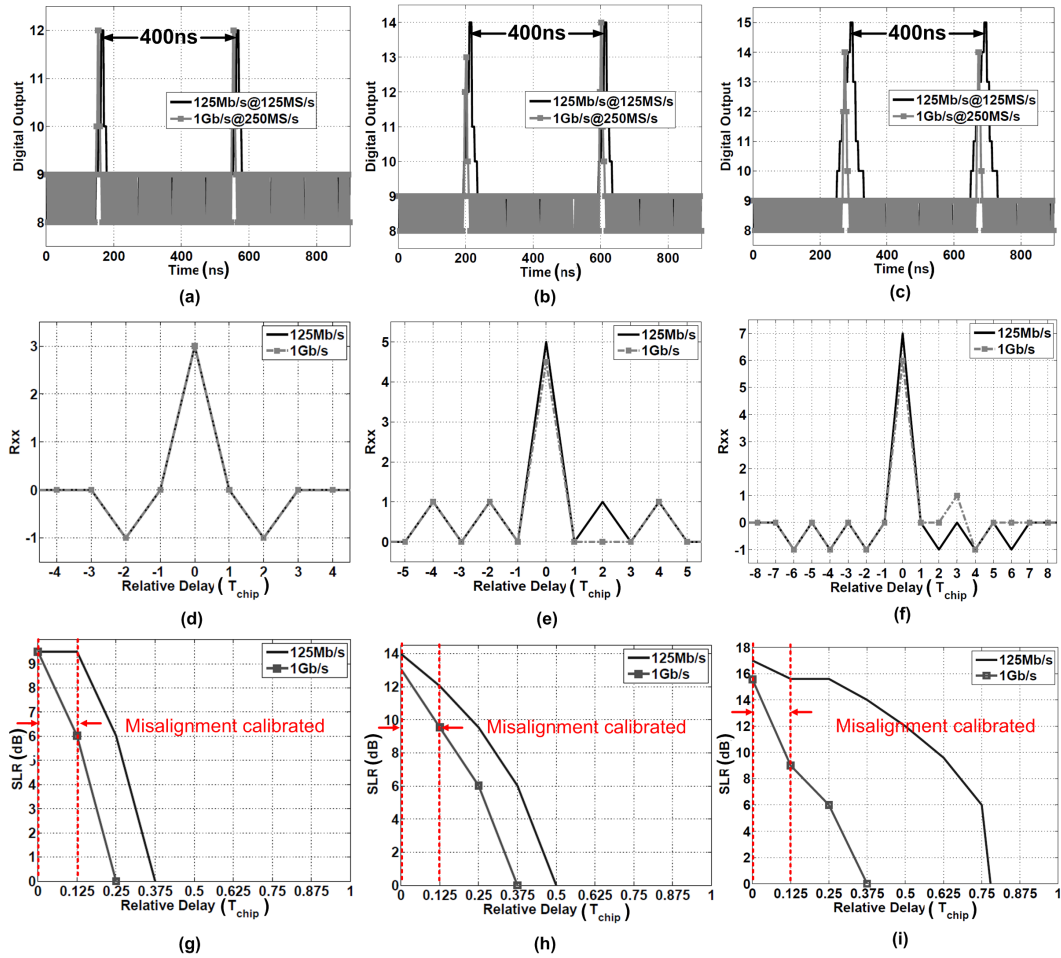 12
11
10
9
8
Digital Output
400ns
125Mb/s@125MS/s
1Gb/s@250MS/s
0 200 400 600 800
Time (ns)
(a)
14
13
12
11
10
9
8
Digital Output
400ns
125Mb/s@125MS/s
1Gb/s@250MS/s
0 200 400 600 800
Time (ns)
(b)
15
14
13
12
11
10
9
8
Digital Output
400ns
125Mb/s@125MS/s
1Gb/s@250MS/s
0 200 400 600 800
Time (ns)
(c)
3
2
1
0
-1
Rxx
125Mb/s
1Gb/s
-4 -3 -2 -1 0 1 2 3 4
Relative Delay (Tchip)
(d)
5
4
3
2
1
0
Rxx
125Mb/s
1Gb/s
-5 -4 -3 -2 -1 0 1 2 3 4 5
Relative Delay (Tchip)
(e)
7
6
5
4
3
2
1
0
-1
Rxx
125Mb/s
1Gb/s
-8 -7 -6 -5 -4 -3 -2 -1 0 1 2 3 4 5 6 7 8
Relative Delay (Tchip)
(f)
9
8
7
6
5
4
3
2
1
0
SLR (dB)
125Mb/s
1Gb/s
Misalignment calibrated
0 0.125 0.25 0.375 0.5 0.625 0.75 0.875 1
Relative Delay (Tchip)
(g)
14
12
10
8
6
4
2
0
SLR (dB)
125Mb/s
1Gb/s
Misalignment calibrated
0 0.125 0.25 0.375 0.5 0.625 0.75 0.875 1
Relative Delay (Tchip)
(h)
18
16
14
12
10
8
6
4
2
0
SLR (dB)
125Mb/s
1Gb/s
Misalignment calibrated
0 0.125 0.25 0.375 0.5 0.625 0.75 0.875 1
Relative Delay (Tchip)
(i)